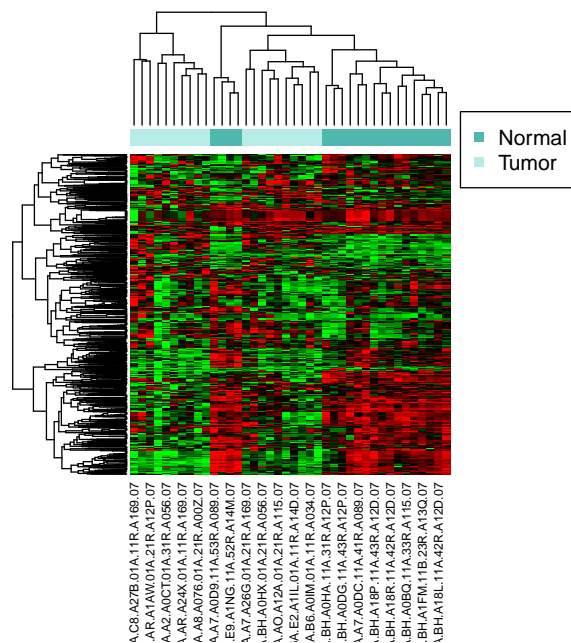 Normal
Tumor
A.C8.A27B.01A.11R.A169.07
.AR.A1AW.01A.21R.A12P.07
A.A2.A0CT.01A.31R.A056.07
A.AR.A24X.01A.11R.A169.07
A.A8.A076.01A.21R.A00Z.07
A.A7.A0D9.11A.53R.A089.07
.E9.A1NG.11A.52R.A14M.07
A.A7.A26G.01A.21R.A169.07
.BH.A0HX.01A.21R.A056.07
.AO.A12A.01A.21R.A115.07
A.E2.A1IL.01A.11R.A14D.07
A.B6.A0IM.01A.11R.A034.07
.BH.A0HA.11A.31R.A12P.07
.BH.A0DG.11A.43R.A12P.07
A.A7.A0DC.11A.41R.A089.07
.BH.A18P.11A.43R.A12D.07
.BH.A18R.11A.42R.A12D.07
.BH.A0BQ.11A.33R.A115.07
.BH.A1FM.11B.23R.A13Q.07
.BH.A18L.11A.42R.A12D.07